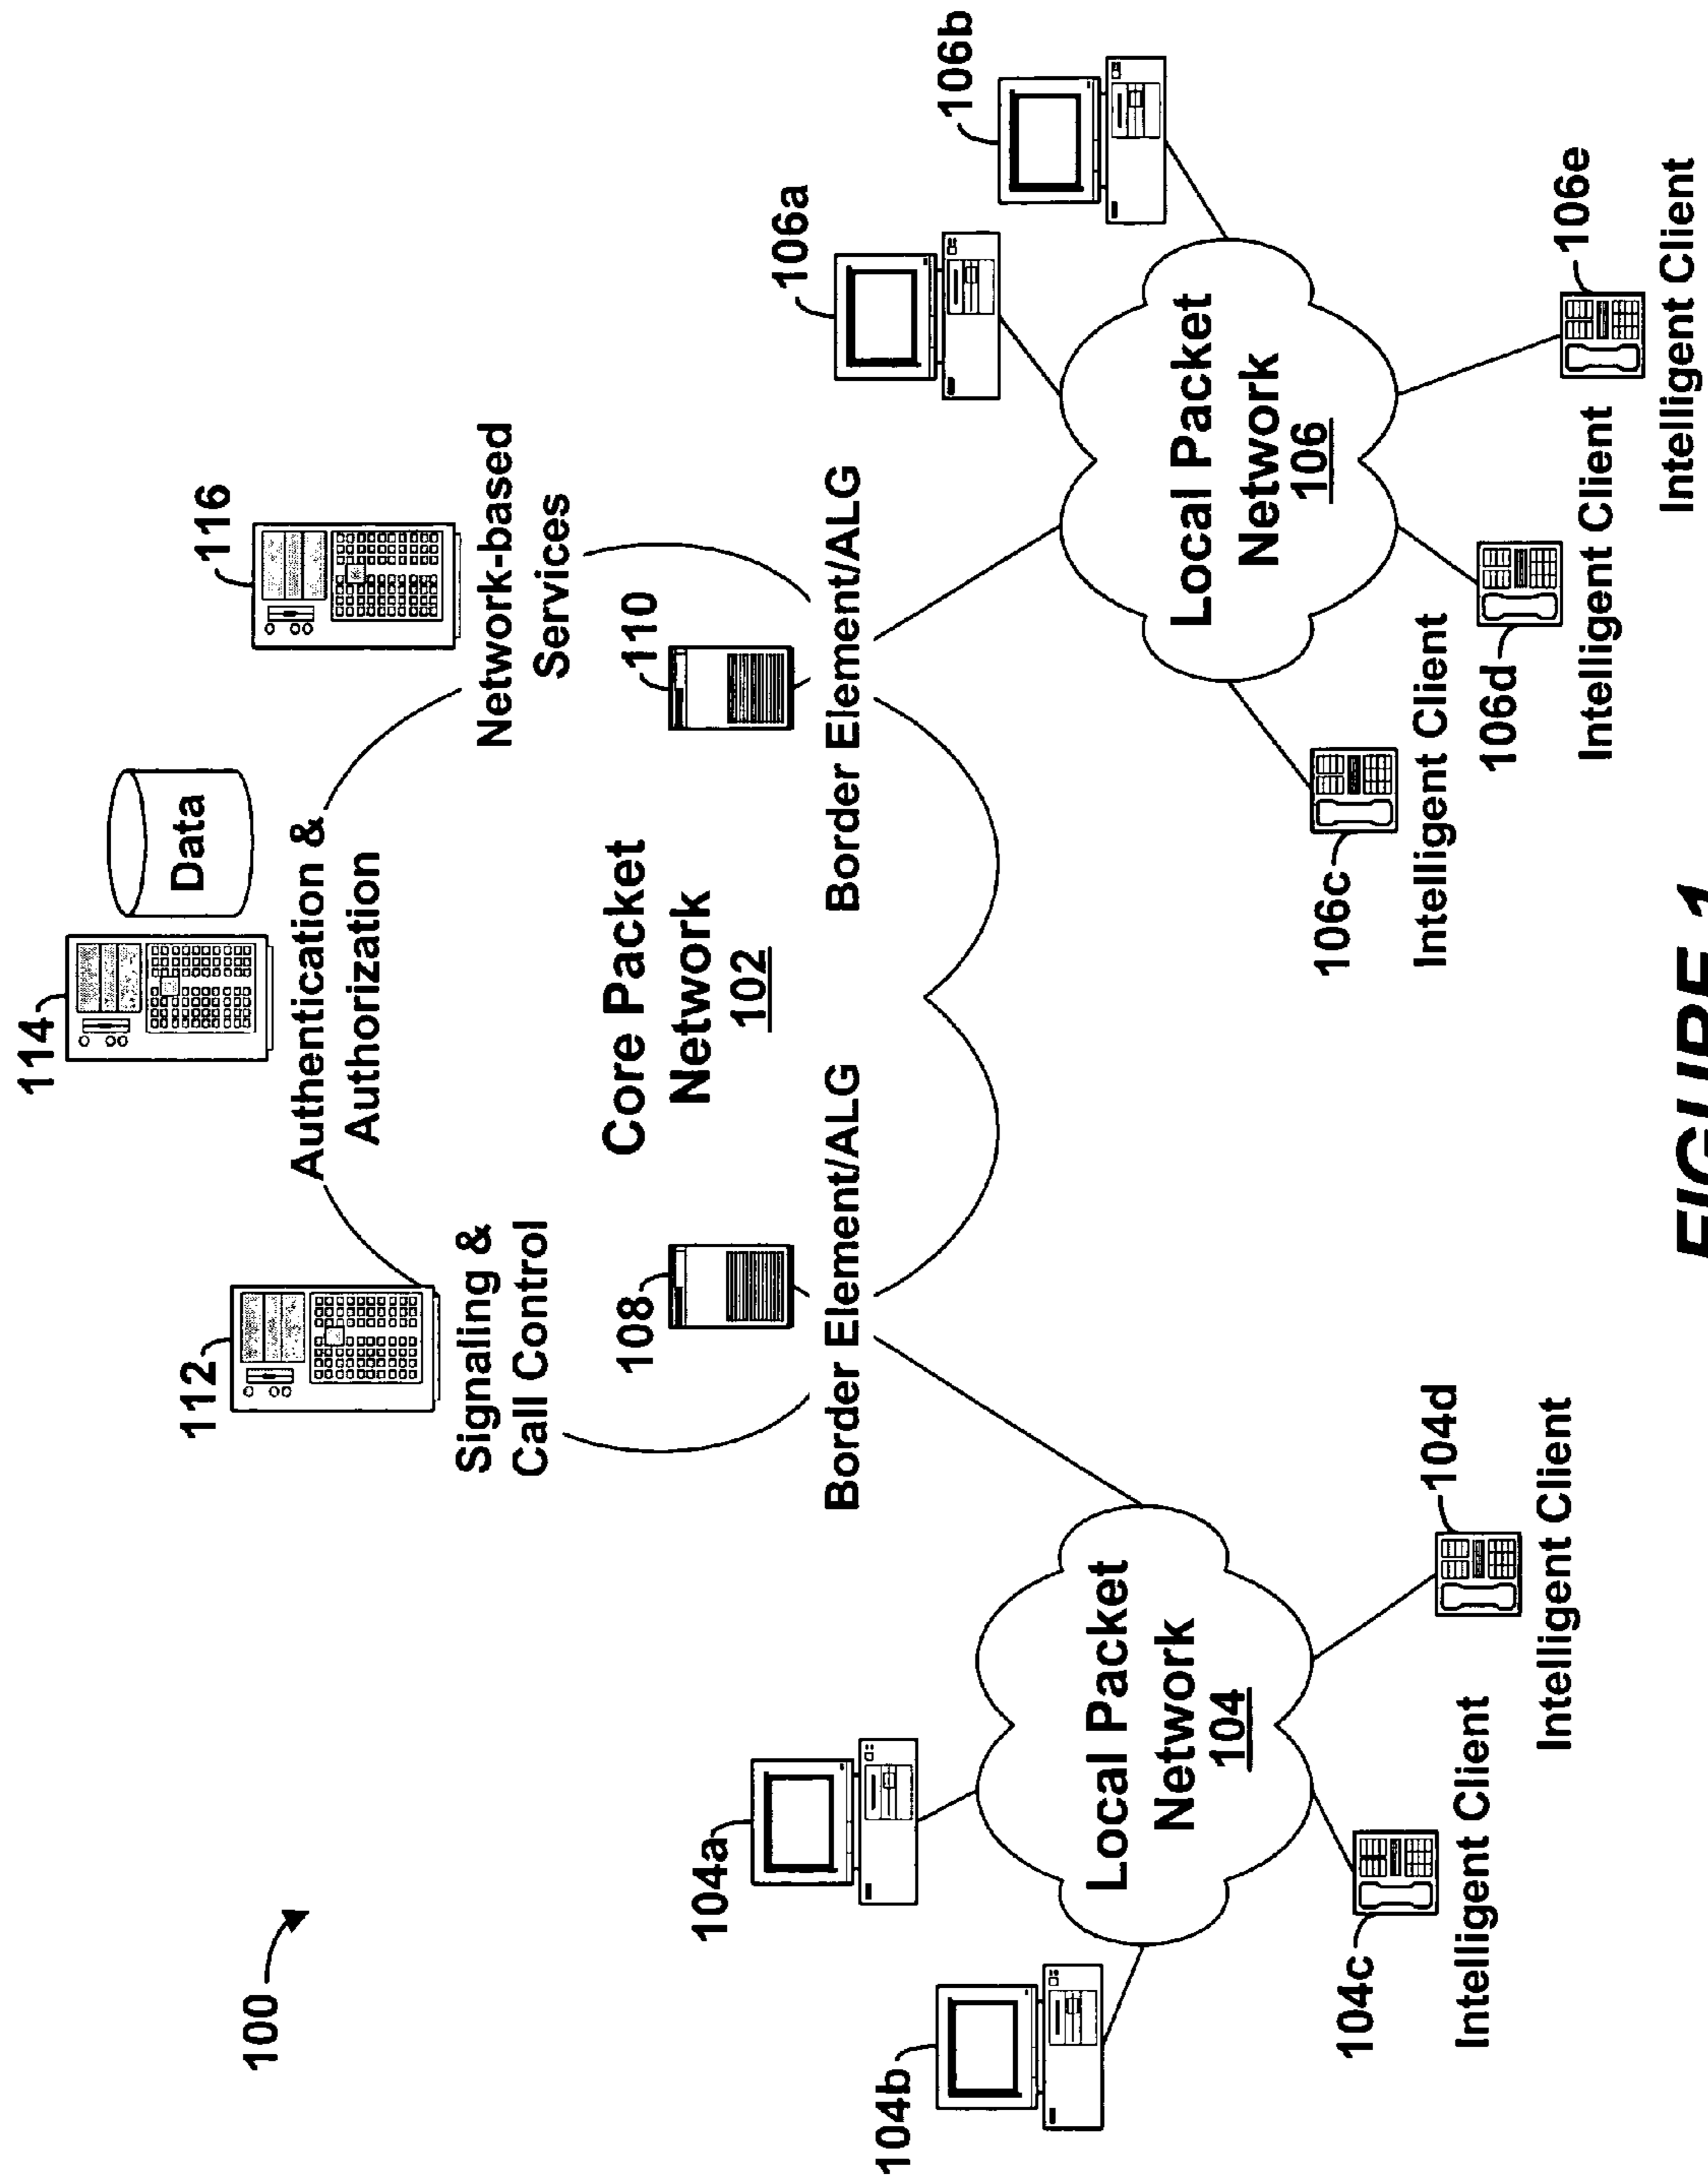 100
114
Data
Authentication &
Authorization
112
Signaling &
Call Control
116
Network-based
Services
Core Packet
Network
102
108
Border Element/ALG
110
Border Element/ALG
104a
104b
Local Packet
Network
104
104c
Intelligent Client
104d
Intelligent Client
106a
106b
Local Packet
Network
106
106c
Intelligent Client
106d
Intelligent Client
106e
Intelligent Client
FIGURE 1